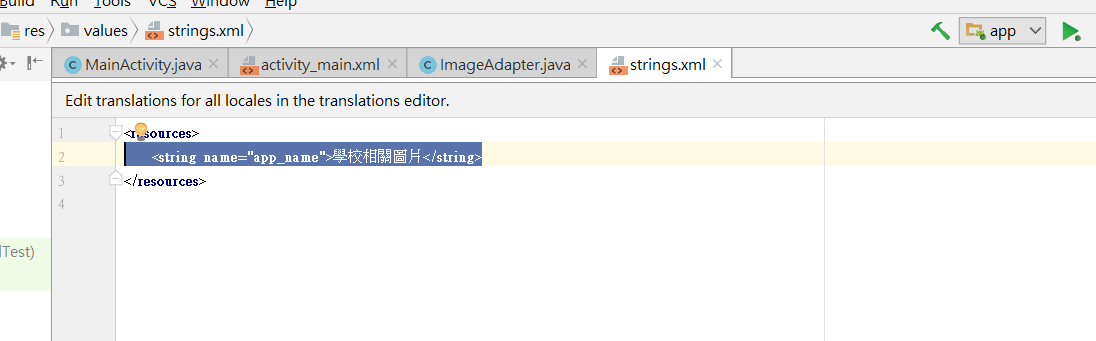 Build Run Tools VCS Window Help
res values strings.xml app
MainActivity.java activity_main.xml ImageAdapter.java strings.xml
Edit translations for all locales in the translations editor.
1 <resources>
2 <string name="app_name">學校相關圖片</string>
3 </resources>
4
Test)